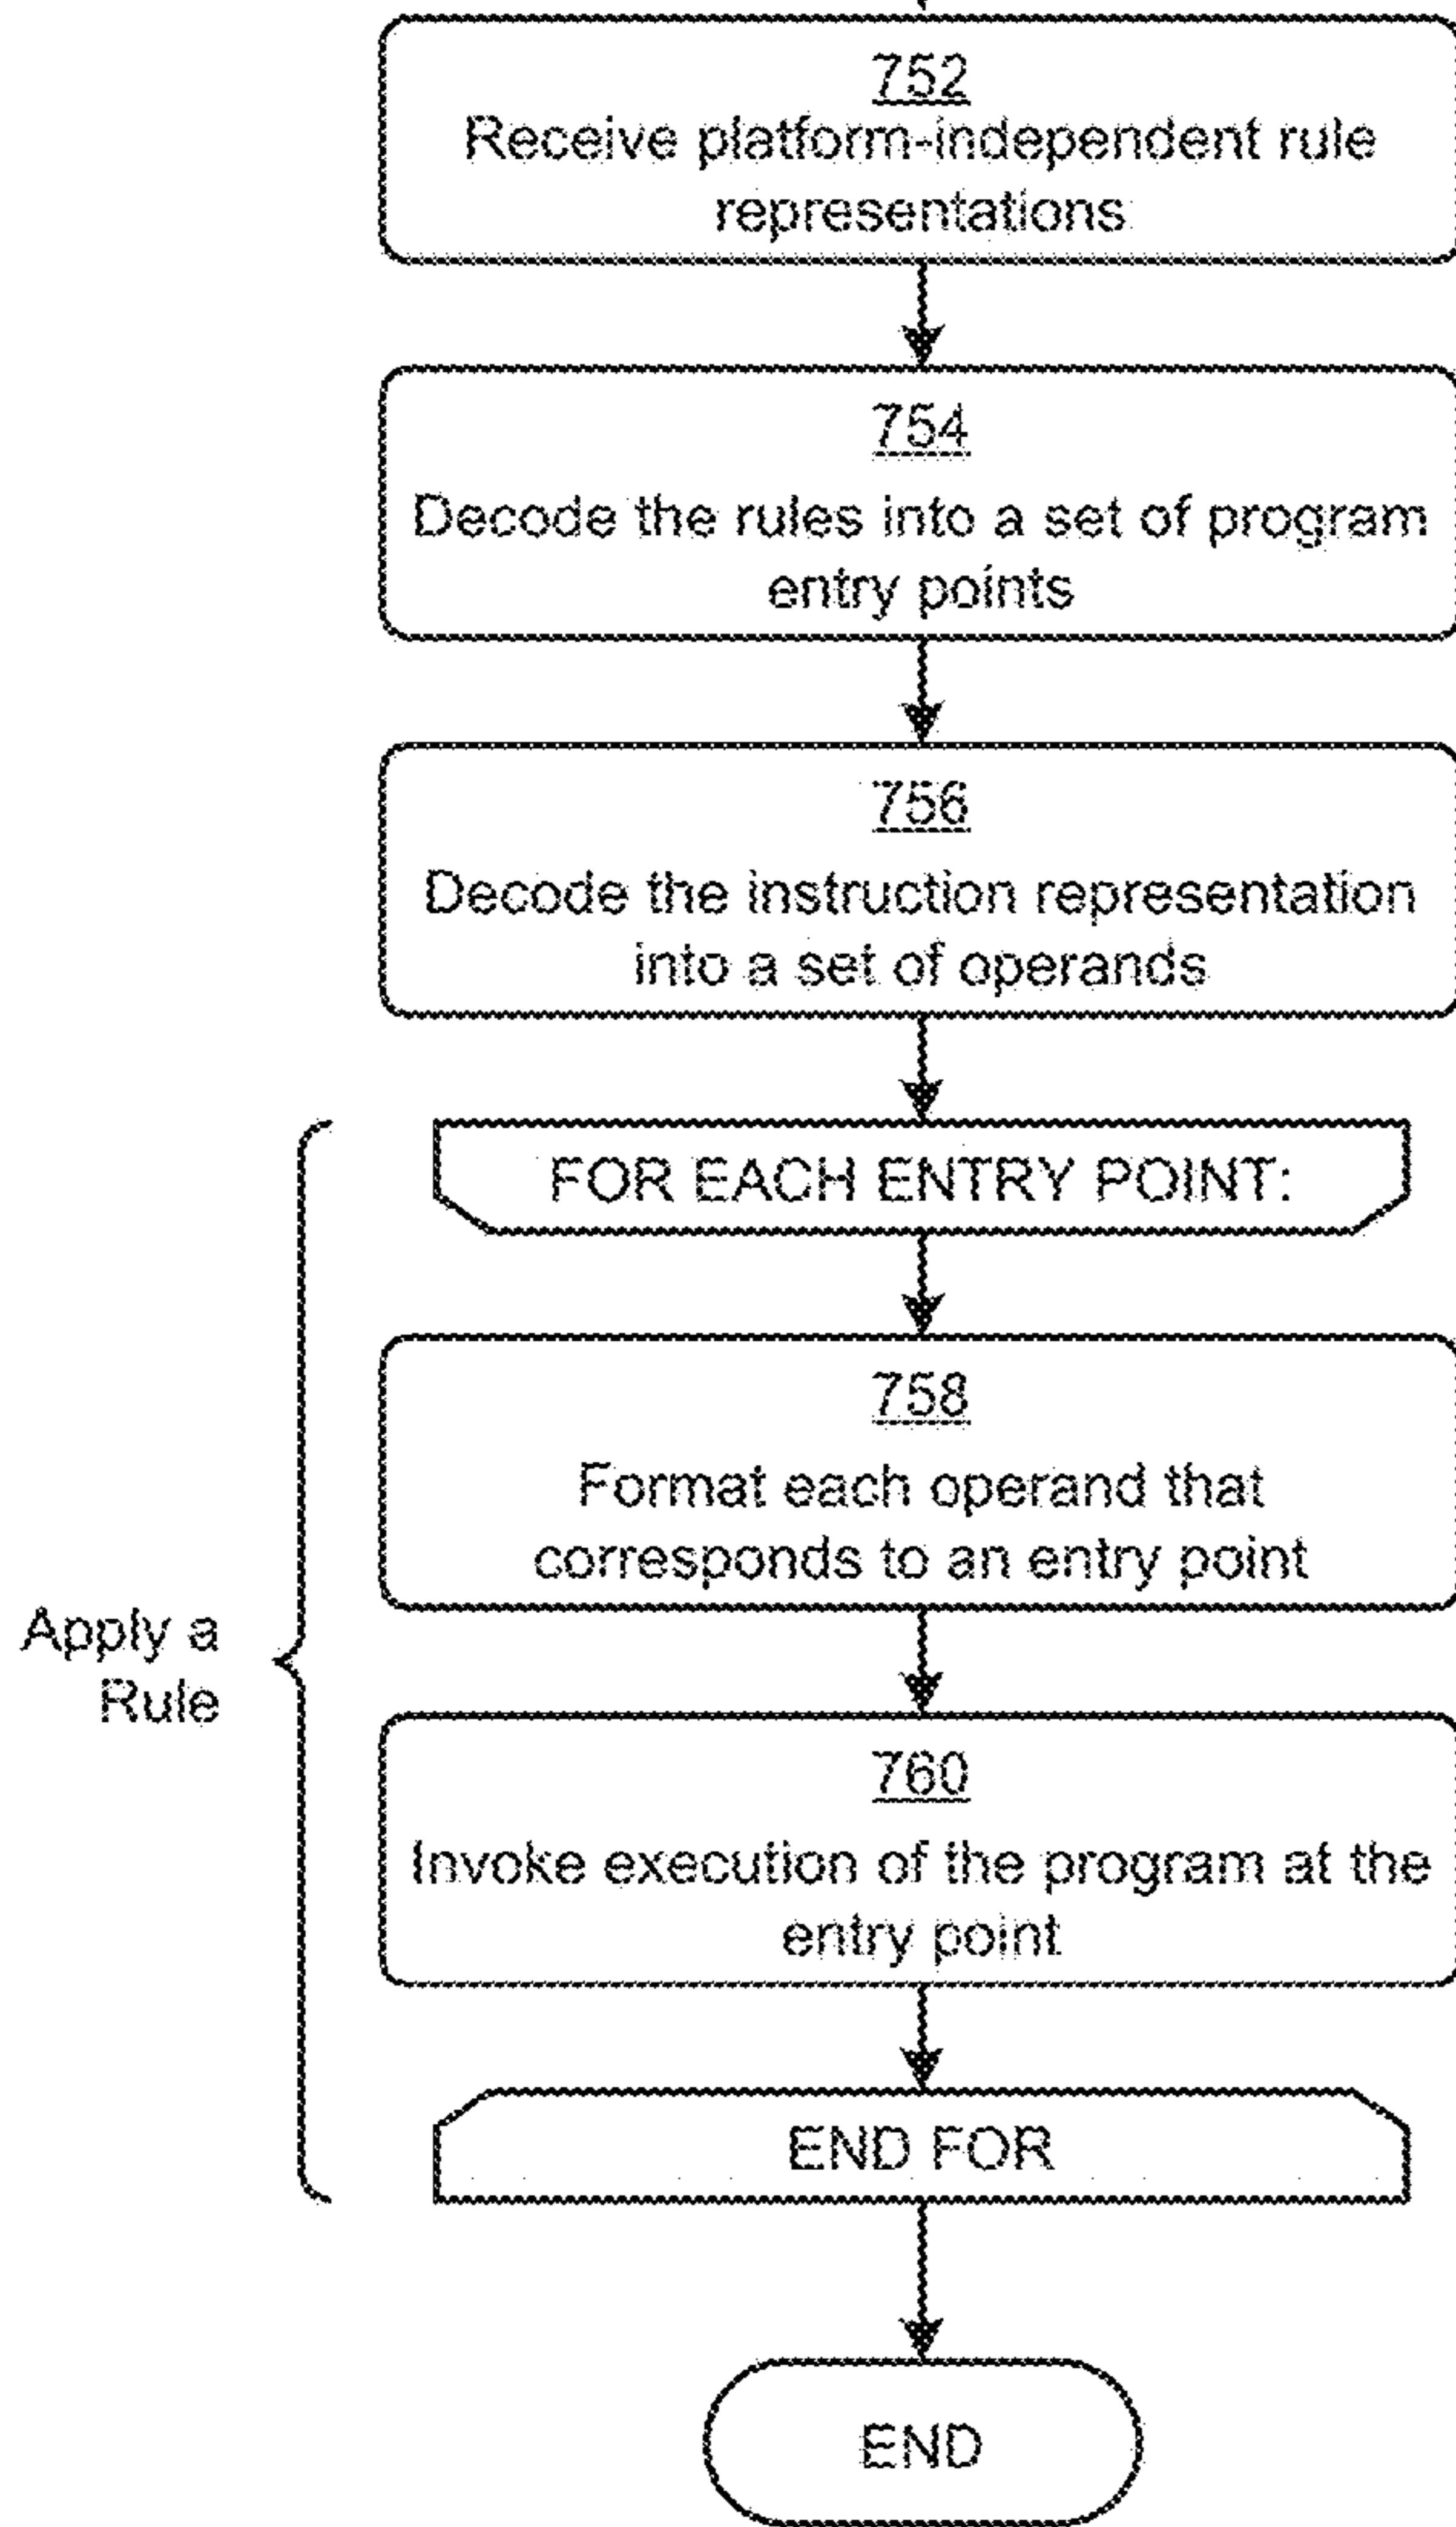 752
Receive platform-independent rule
representations
754
Decode the rules into a set of program
entry points
756
Decode the instruction representation
into a set of operands
FOR EACH ENTRY POINT:
758
Format each operand that
corresponds to an entry point
Apply a
Rule
760
Invoke execution of the program at the
entry point
END FOR
END